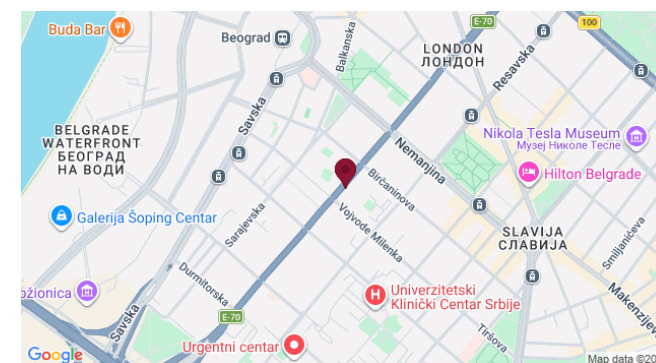 Buda Bar
Beograd
Balkanska
E-70
100
LONDON
ЛОНДОН
Resavska
Savska
BELGRADE
WATERFRONT
БЕОГРАД
НА ВОДИ
Nemanjina
Nikola Tesla Museum
Музеј Николе Тесле
Birčaninova
Hilton Belgrade
Galerija Šoping Centar
Sarajevska
Vojvode Milenka
SLAVIJA
СЛАВИЈА
Smiljanićeva
Durmitorska
ožionica
Univerzitetski
Klinički Centar Srbije
Makenzijev
Savska
E-70
Tiršova
Urgentni centar
Google
Map data ©20